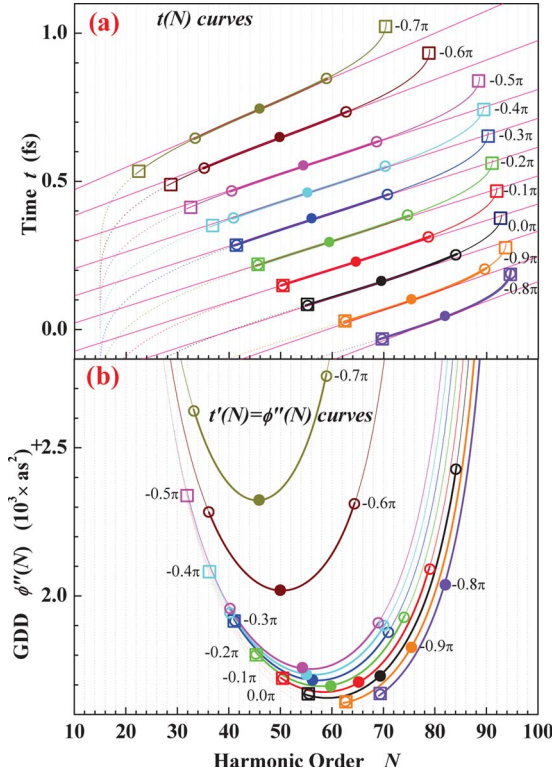 (a)
t(N) curves
-0.7π
-0.6π
-0.5π
-0.4π
-0.3π
-0.2π
-0.1π
0.0π
-0.9π
-0.8π
1.0
0.5
0.0
Time t (fs)
(b)
t'(N)=ϕ''(N) curves
-0.7π
-0.6π
-0.5π
-0.4π
-0.3π
-0.2π
-0.1π
0.0π
-0.8π
-0.9π
+
2.5
2.0
GDD ϕ''(N) (10³× as²)
10 20 30 40 50 60 70 80 90 100
Harmonic Order N